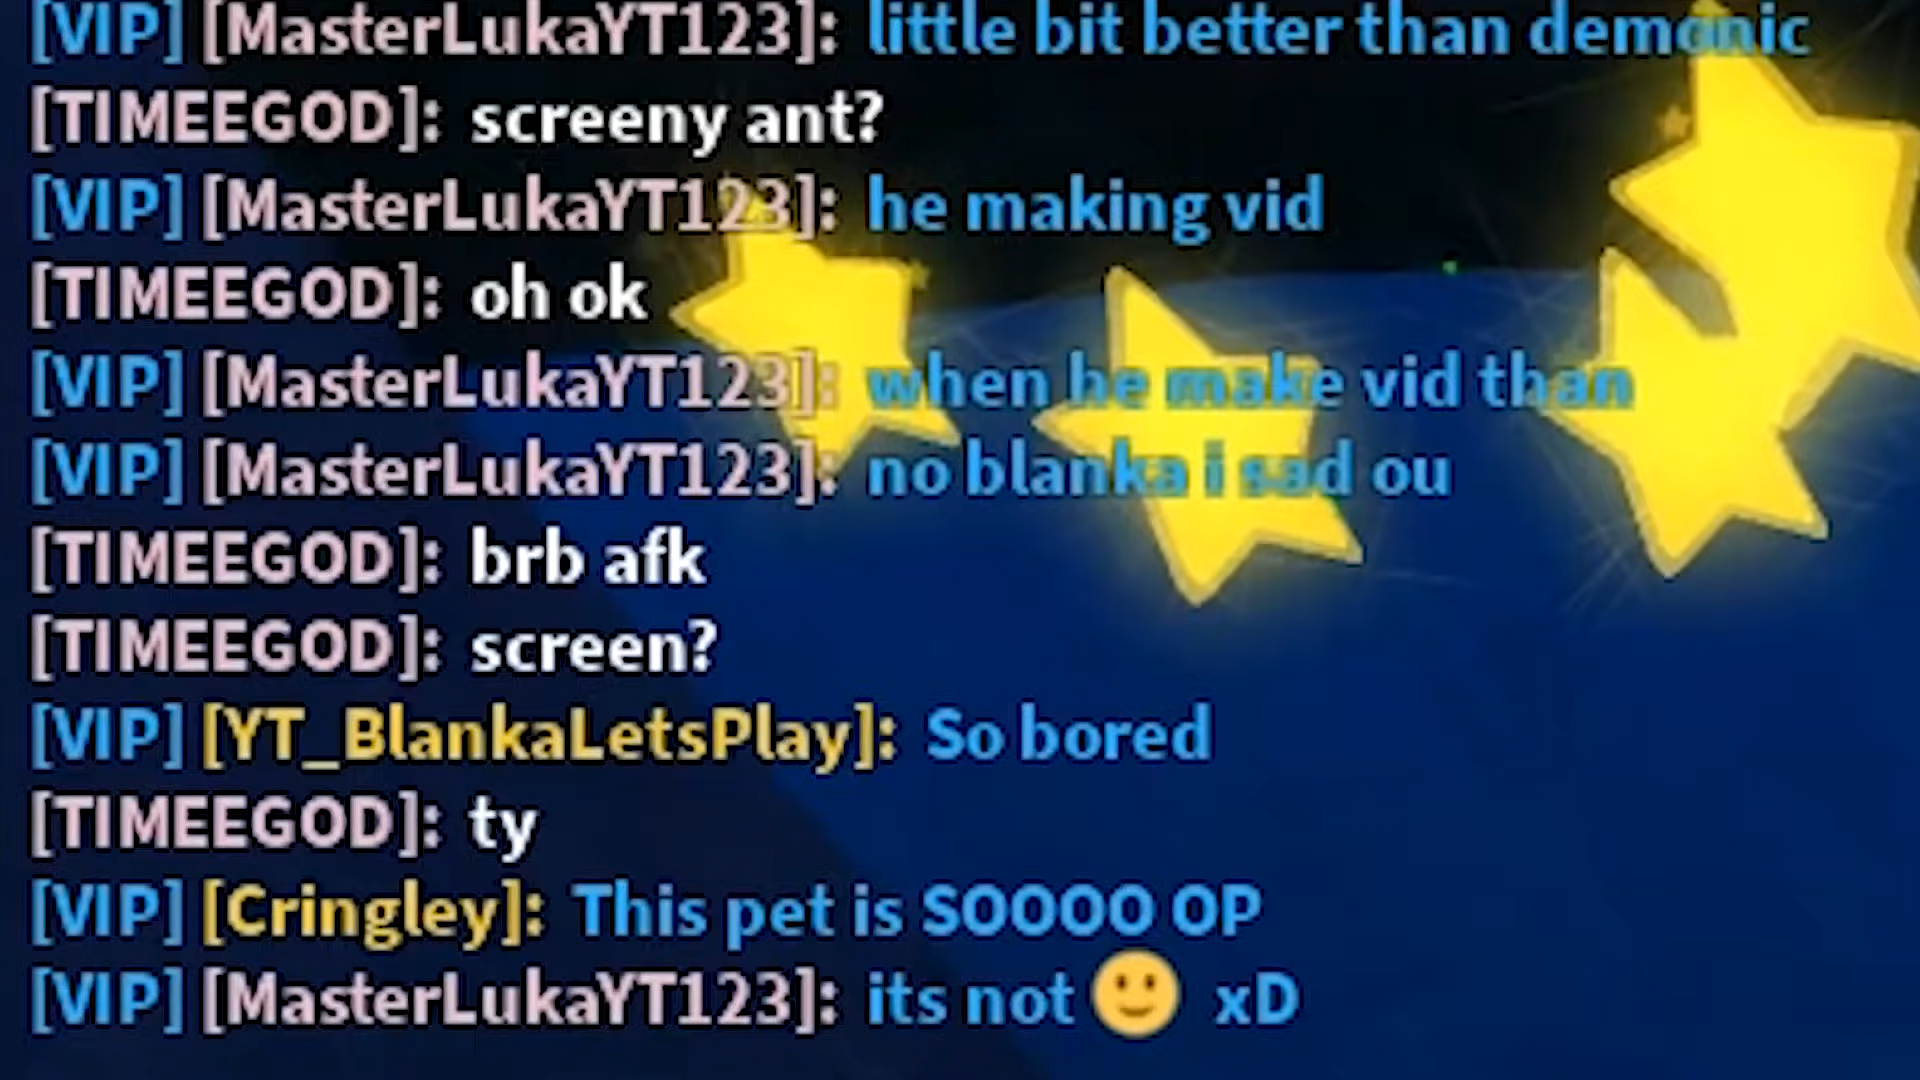 [VIP] [MasterLukaYT123]: little bit better than demonic
[TIMEEGOD]: screeny ant?
[VIP] [MasterLukaYT123]: he making vid
[TIMEEGOD]: oh ok
[VIP] [MasterLukaYT123]: when he make vid than
[VIP] [MasterLukaYT123]: no blanka i sad ou
[TIMEEGOD]: brb afk
[TIMEEGOD]: screen?
[VIP] [YT_BlankaLetsPlay]: So bored
[TIMEEGOD]: ty
[VIP] [Cringley]: This pet is SOOOO OP
[VIP] [MasterLukaYT123]: its not 🙂 xD